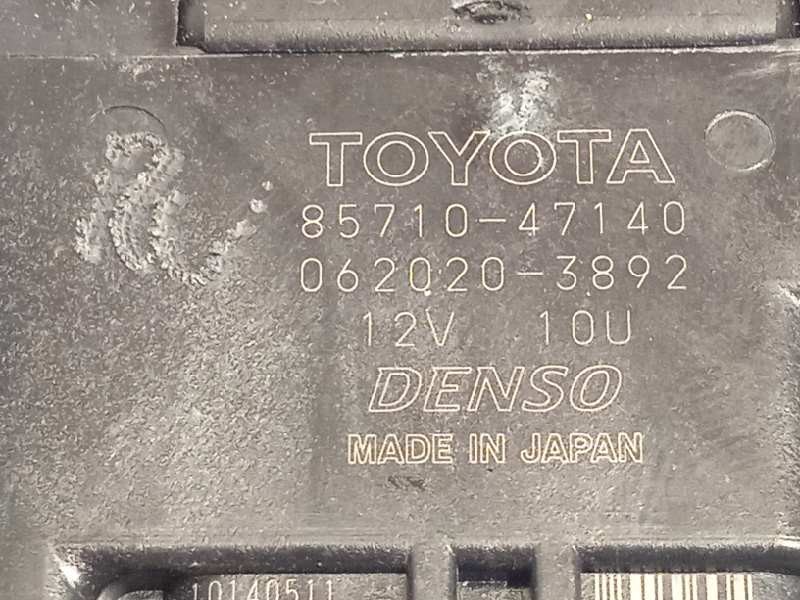 TOYOTA
85710-47140
062020-3892
12V 10U
DENSO
MADE IN JAPAN
10140511